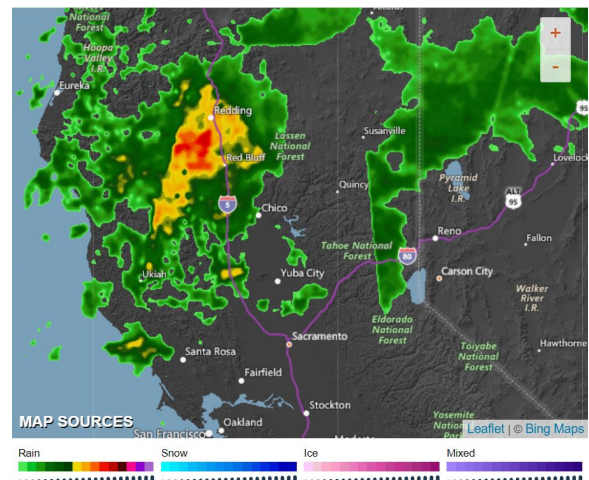 National
Forest
Hoopa
Valley
I.R.
+
-
Eureka
Redding
95
Lassen
National
Forest
Susanville
Red Bluff
Lovelock
Quincy
Pyramid
Lake
I.R.
ALT
95
5
Chico
Reno
Fallon
Tahoe National
Forest
80
Ukiah
Yuba City
Carson City
Walker
River
I.R.
Eldorado
National
Forest
Sacramento
Toiyabe
National
Forest
Hawthorne
Santa Rosa
Fairfield
Stockton
MAP SOURCES
Oakland
Yosemite
National
Park
San Francisco
Leaflet | © Bing Maps
Rain
Snow
Ice
Mixed